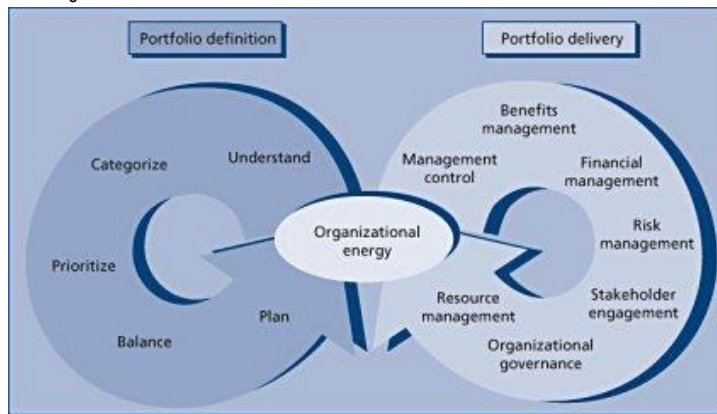 Portfolio definition
Portfolio delivery
Understand
Categorize
Prioritize
Balance
Plan
Organizational
energy
Management
control
Benefits
management
Financial
management
Risk
management
Stakeholder
engagement
Organizational
governance
Resource
management